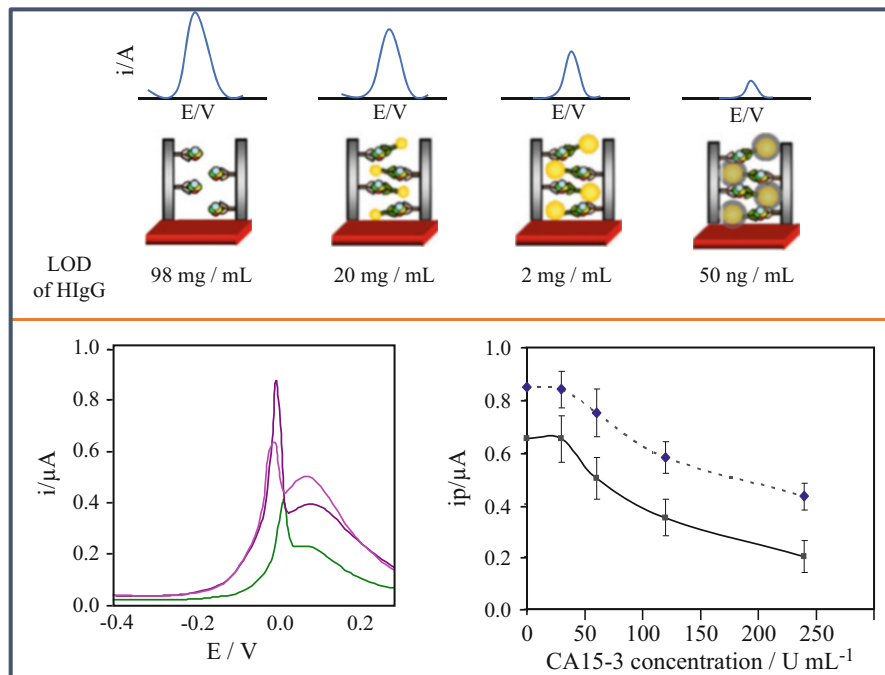 i/A
E/V E/V E/V E/V
LOD
of HIgG
98 mg / mL 20 mg / mL 2 mg / mL 50 ng / mL
1.0
0.8
0.6
0.4
0.2
0.0
i/µA
-0.4 -0.2 0.0 0.2
E / V
1.0
0.8
0.6
0.4
0.2
0.0
ip/µA
0 50 100 150 200 250
CA15-3 concentration / U mL⁻¹